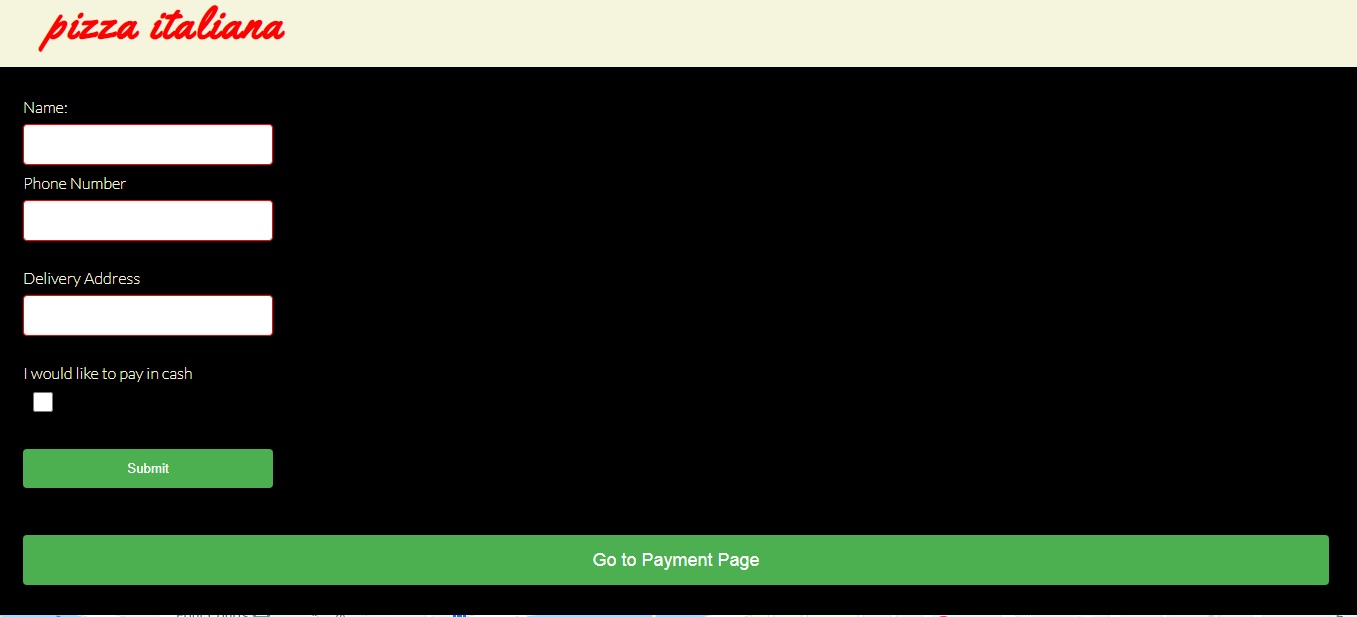 pizza italiana
Name:
Phone Number
Delivery Address
I would like to pay in cash
Submit
Go to Payment Page